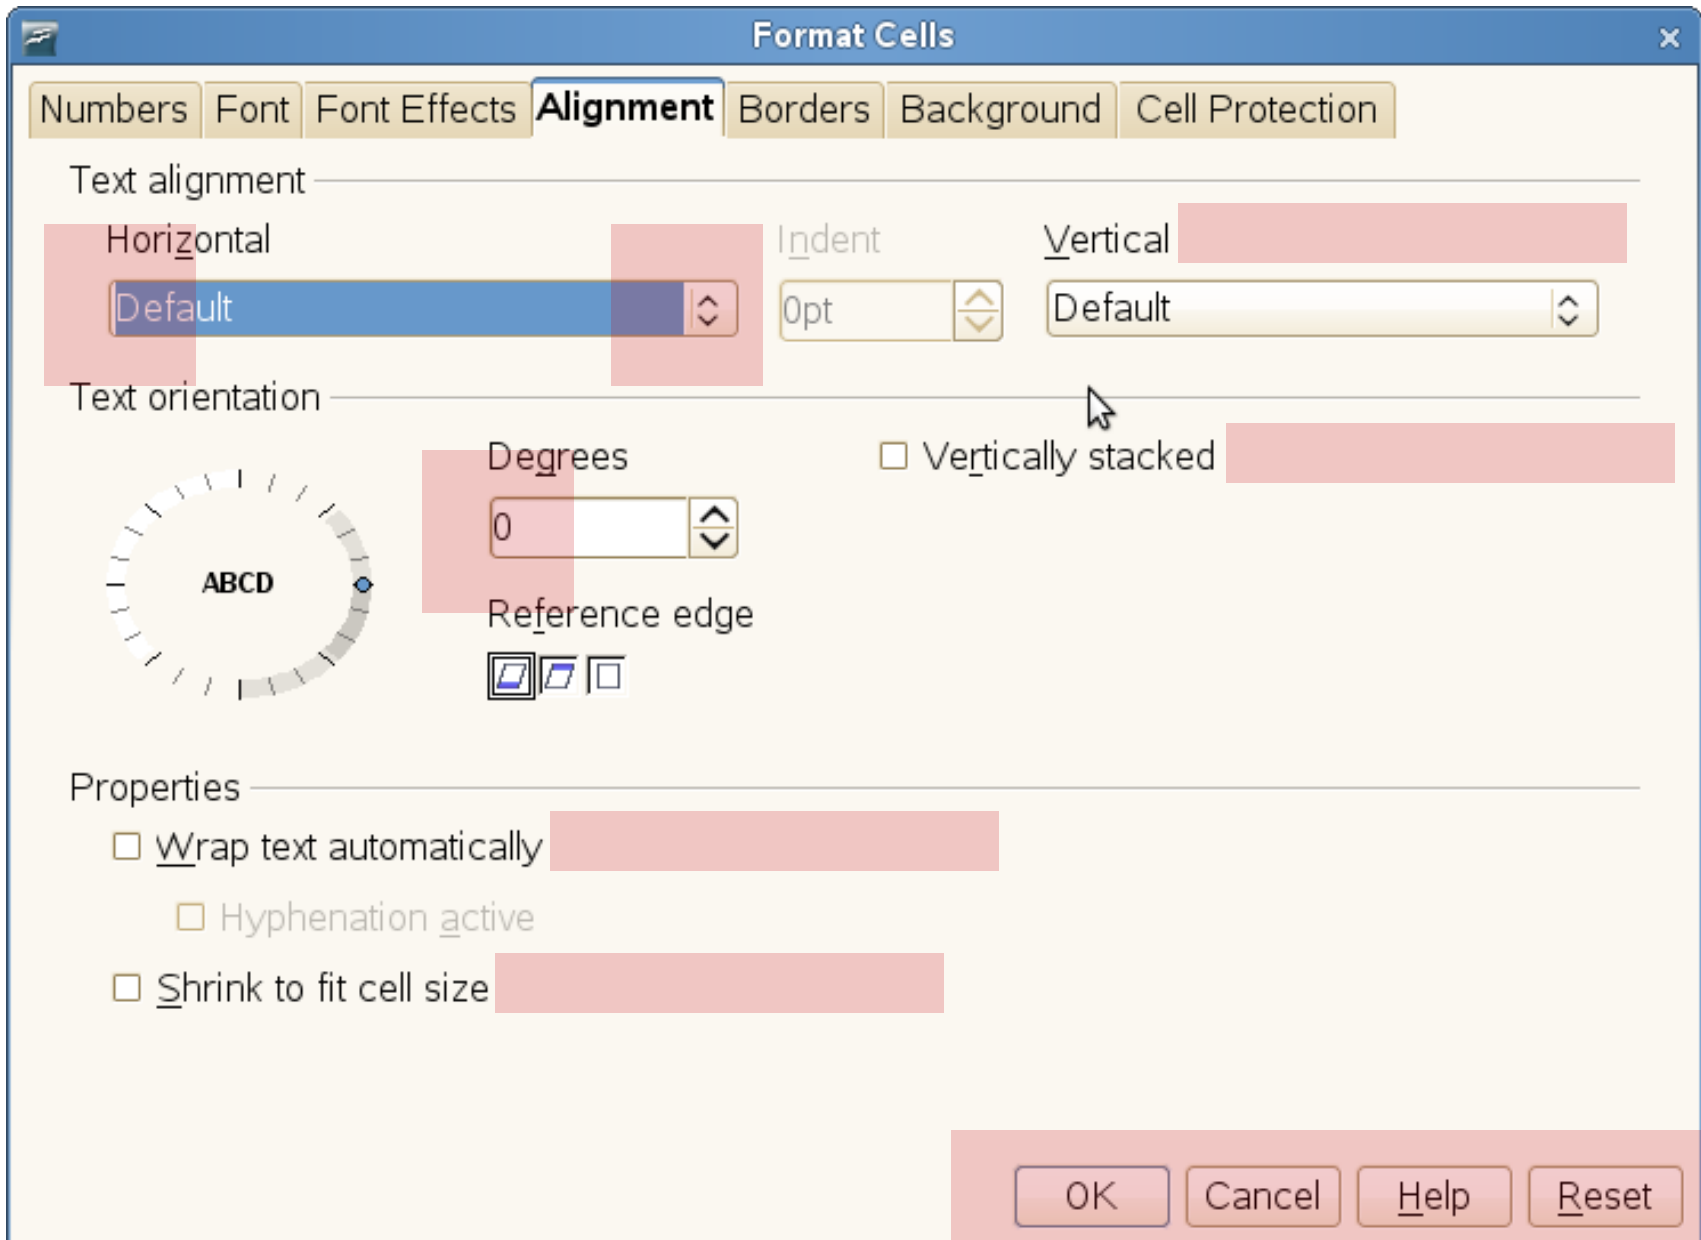 Format Cells
Numbers Font Font Effects Alignment Borders Background Cell Protection
Text alignment
Horizontal Indent Vertical
Default 0pt Default
Text orientation
Degrees Vertically stacked
0
ABCD
Reference edge
Properties
Wrap text automatically
Hyphenation active
Shrink to fit cell size
OK Cancel Help Reset